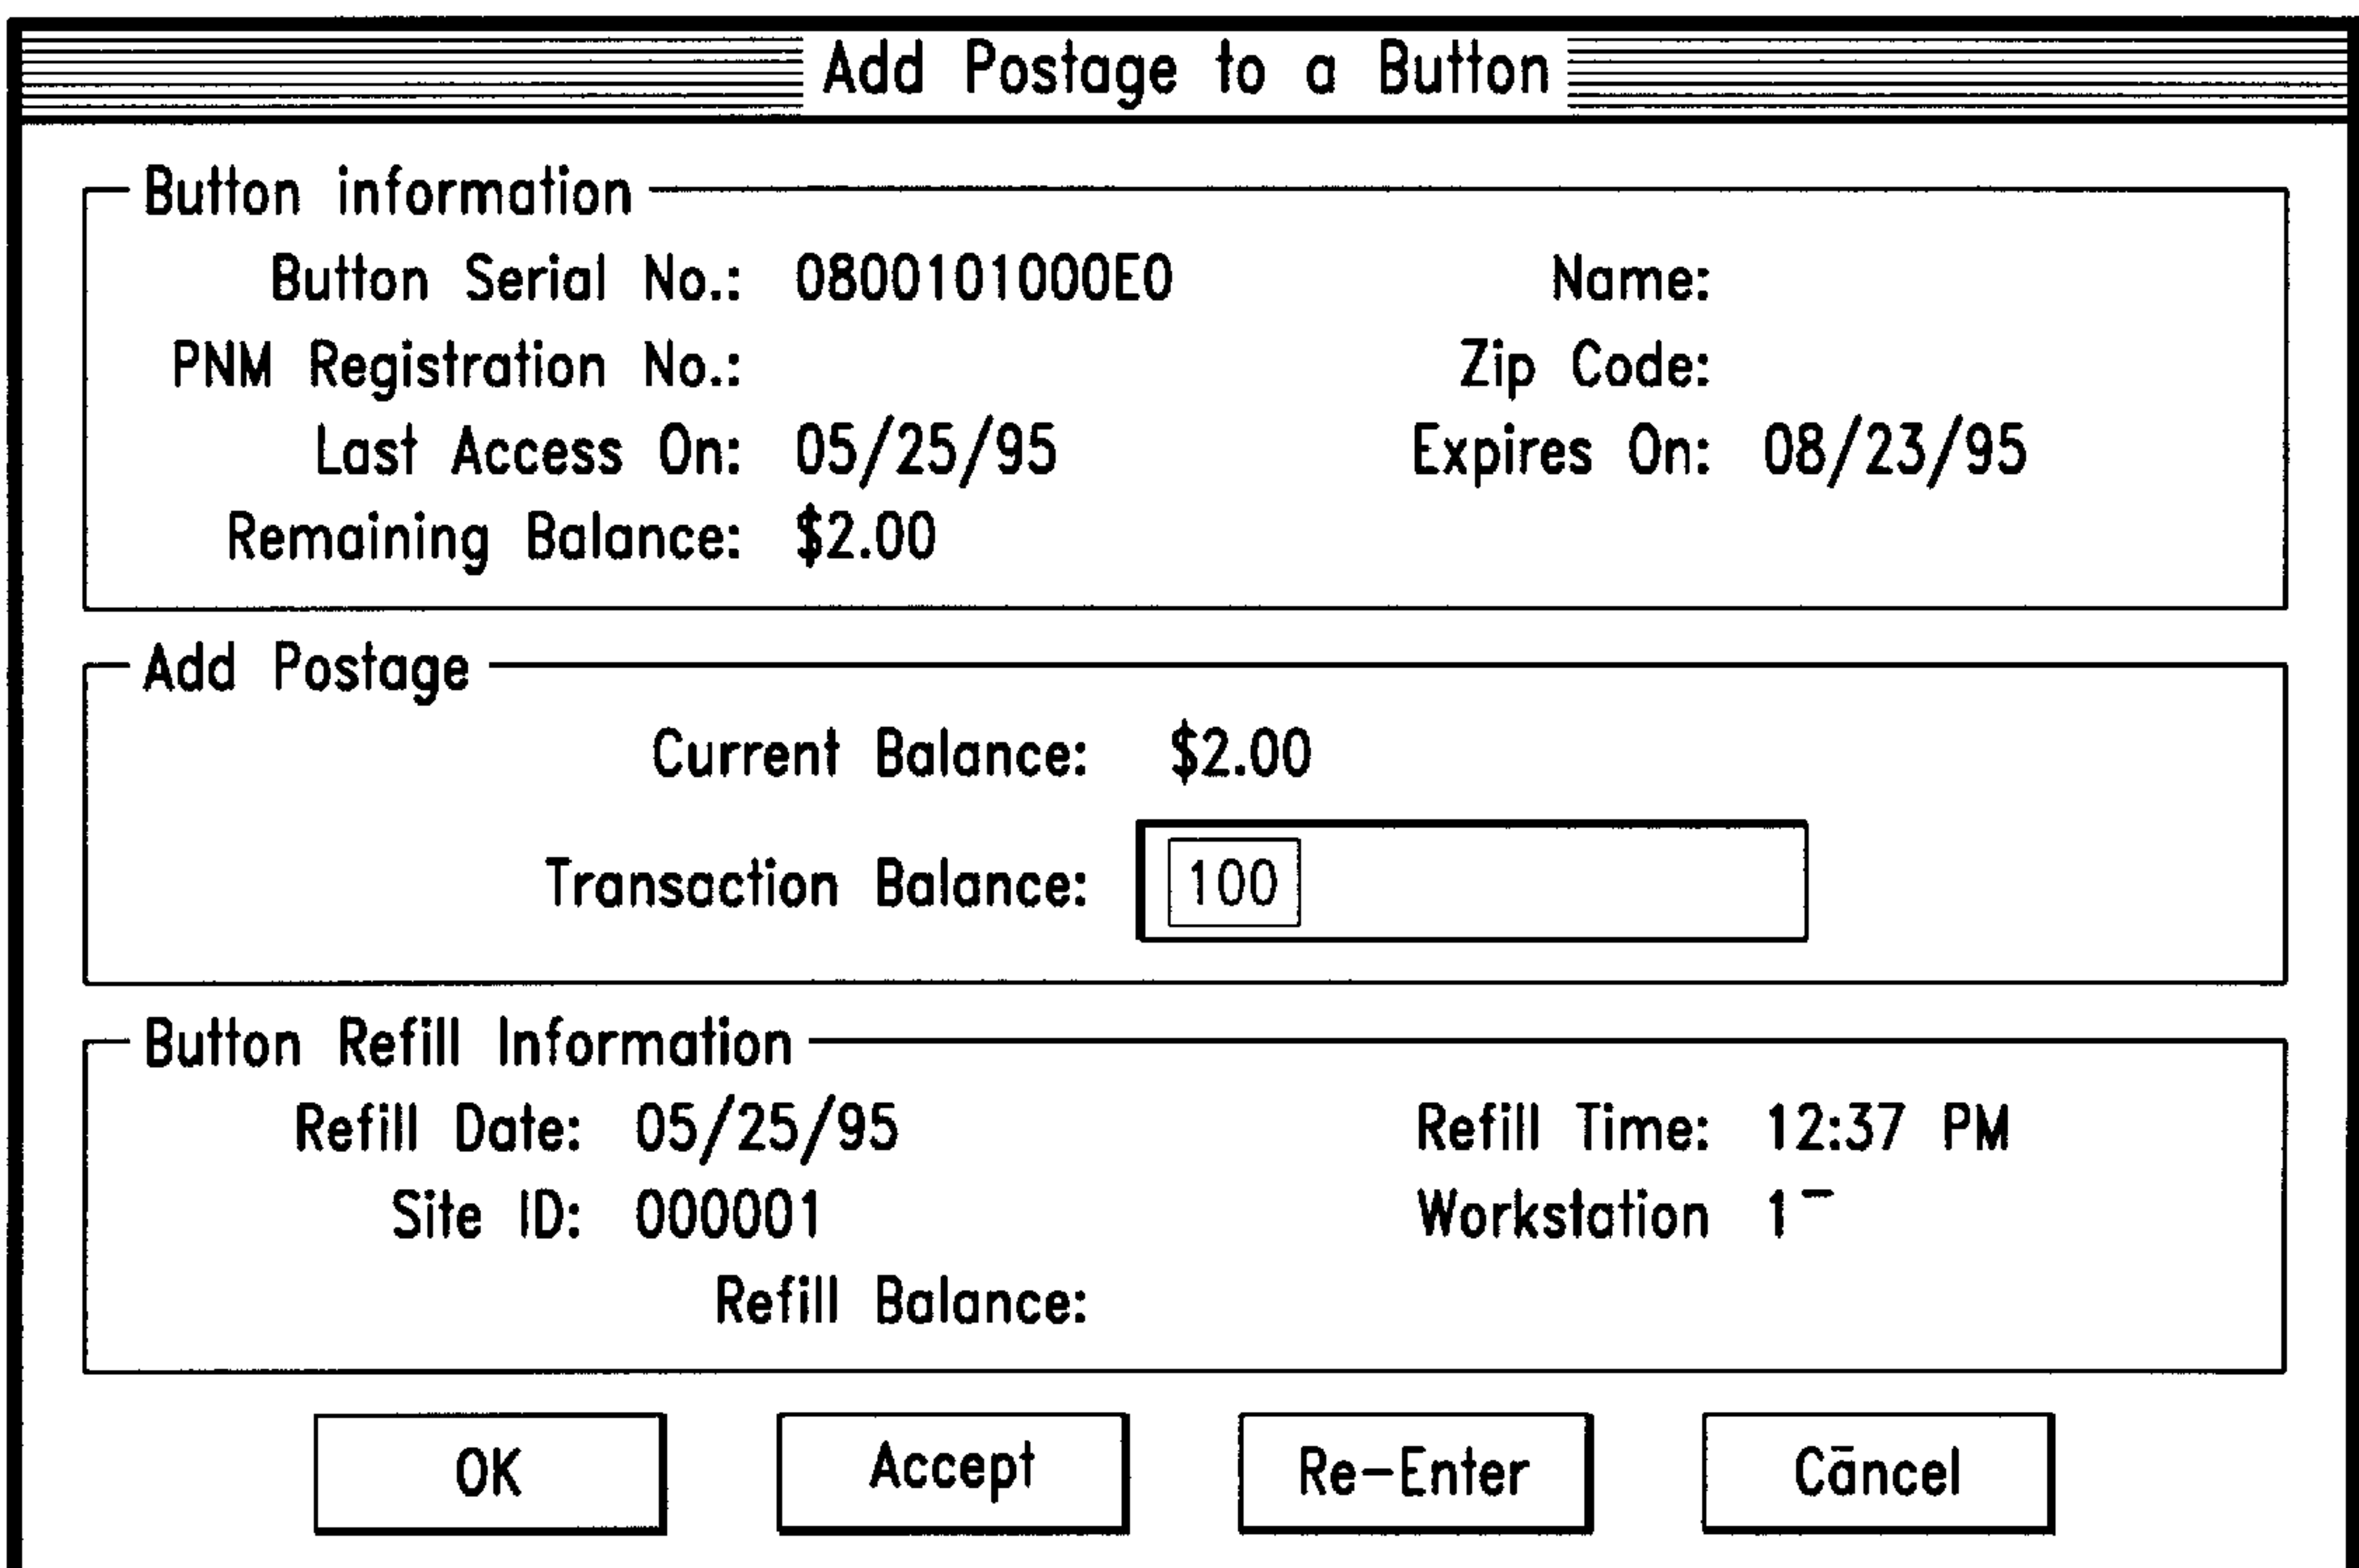 Add Postage to a Button
Button information
Button Serial No.: 0800101000E0 Name:
PNM Registration No.: Zip Code:
Last Access On: 05/25/95 Expires On: 08/23/95
Remaining Balance: $2.00
Add Postage
Current Balance: $2.00
Transaction Balance: 100
Button Refill Information
Refill Date: 05/25/95 Refill Time: 12:37 PM
Site ID: 000001 Workstation 1
Refill Balance:
OK Accept Re-Enter Cancel